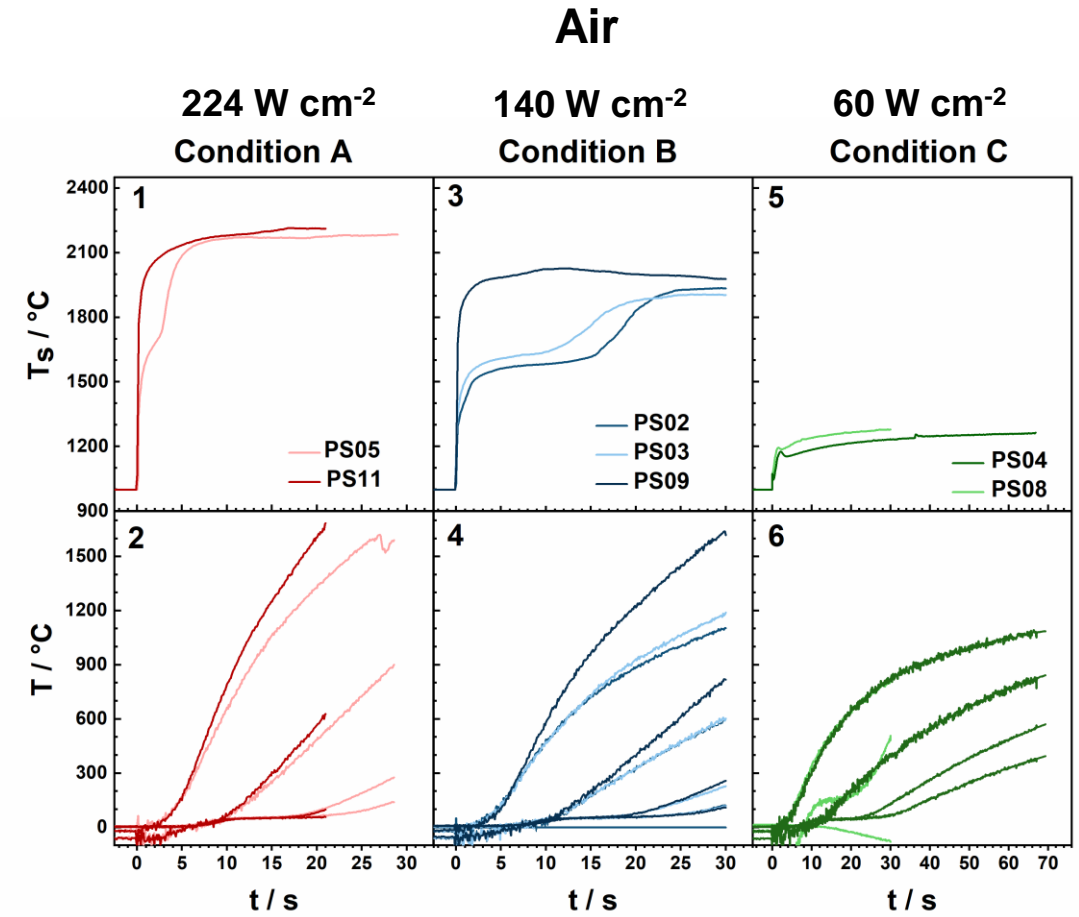 Air
224 W cm-2 140 W cm-2 60 W cm-2
Condition A Condition B Condition C
2400 1 3 5
2100
1800
Ts / °C
1500
PS02
PS05 PS03 PS04
PS11 PS09 PS08
1200
900
2 4 6
1500
1200
900
T / °C
600
300
0
0 5 10 15 20 25 30 0 5 10 15 20 25 30 0 10 20 30 40 50 60 70
t / s t / s t / s